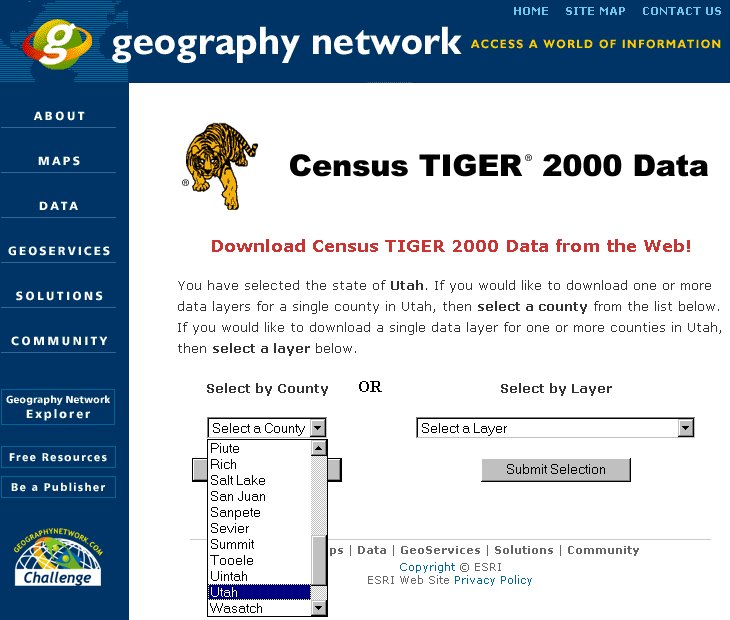 HOME SITE MAP CONTACT US
g geography network ACCESS A WORLD OF INFORMATION
ABOUT
MAPS
DATA
GEOSERVICES
SOLUTIONS
COMMUNITY
Geography Network
Explorer
Free Resources
Be a Publisher
GEOGRAPHYNETWORK.COM
Challenge
® Census TIGER® 2000 Data
Download Census TIGER 2000 Data from the Web!
You have selected the state of Utah. If you would like to download one or more
data layers for a single county in Utah, then select a county from the list below.
If you would like to download a single data layer for one or more counties in Utah,
then select a layer below.
Select by County OR Select by Layer
Select a County Select a Layer
Piute
Rich
Salt Lake
San Juan
Sanpete
Sevier
Summit
Tooele
Uintah
Utah
Wasatch
Submit Selection
ps | Data | GeoServices | Solutions | Community
Copyright © ESRI
ESRI Web Site Privacy Policy